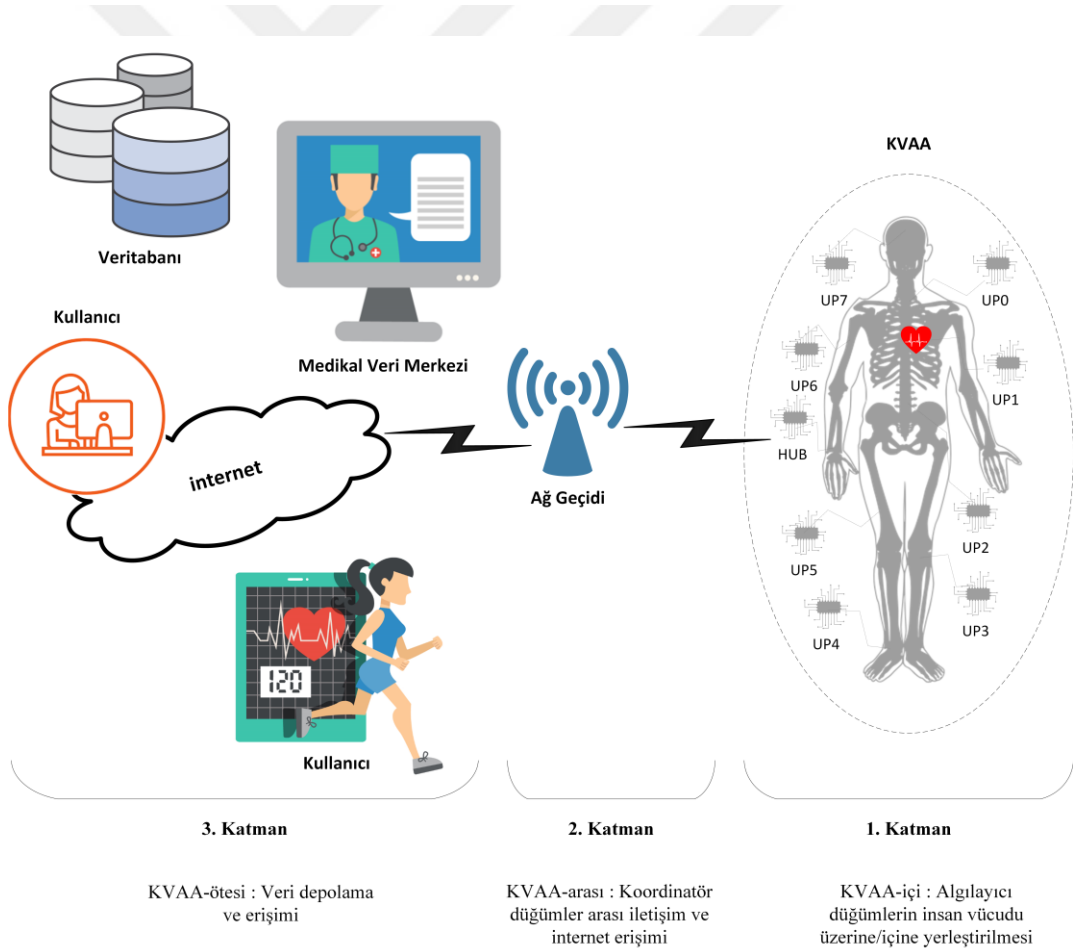 Veritabanı
Kullanıcı
Medikal Veri Merkezi
internet
120
Kullanıcı
Ağ Geçidi
KVAA
UP7
UP0
UP6
UP1
HUB
UP2
UP5
UP3
UP4
3. Katman
KVAA-ötesi : Veri depolama
ve erişimi
2. Katman
KVAA-arası : Koordinatör
düğümler arası iletişim ve
internet erişimi
1. Katman
KVAA-içi : Algılayıcı
düğümlerin insan vücudu
üzerine/içine yerleştirilmesi